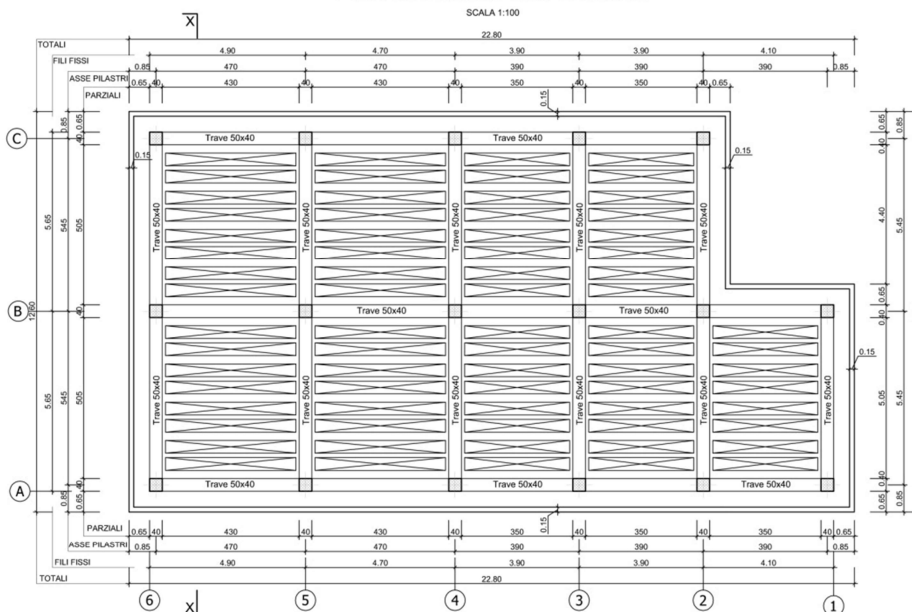 SCALA 1:100
X
22.80
TOTALI
4.90 4.70 3.90 3.90 4.10
FILI FISSI
0.85 470 470 390 390 390 0.85
ASSE PILASTRI
0.65 40 430 40 430 40 350 40 350 40 0.65
PARZIALI
0.15
C
Trave 50x40 Trave 50x40
0.15 0.15
0.85 0.65 40
0.65 0.40 0.85
Trave 50x40 Trave 50x40 Trave 50x40 Trave 50x40 Trave 50x40
5.65 545 505
4.40 5.45
0.65
B
12.60
40
Trave 50x40 Trave 50x40
0.40
0.15
Trave 50x40 Trave 50x40 Trave 50x40 Trave 50x40 Trave 50x40 Trave 50x40
5.65 545 505
5.05 5.45
A
Trave 50x40 Trave 50x40 Trave 50x40
0.85 0.65 40
0.40 0.65 0.85
0.15
PARZIALI
0.65 40 430 40 430 40 350 40 350 40 350 40 0.65
ASSE PILASTRI
0.85 470 470 390 390 390 0.85
FILI FISSI
4.90 4.70 3.90 3.90 4.10
TOTALI
22.80
6 X 5 4 3 2 1